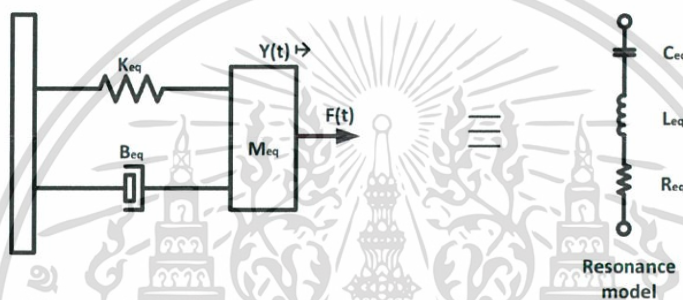 Y(t) ↦
Keq
F(t)
Beq
Meq
Ceq
Leq
Req
Resonance
model